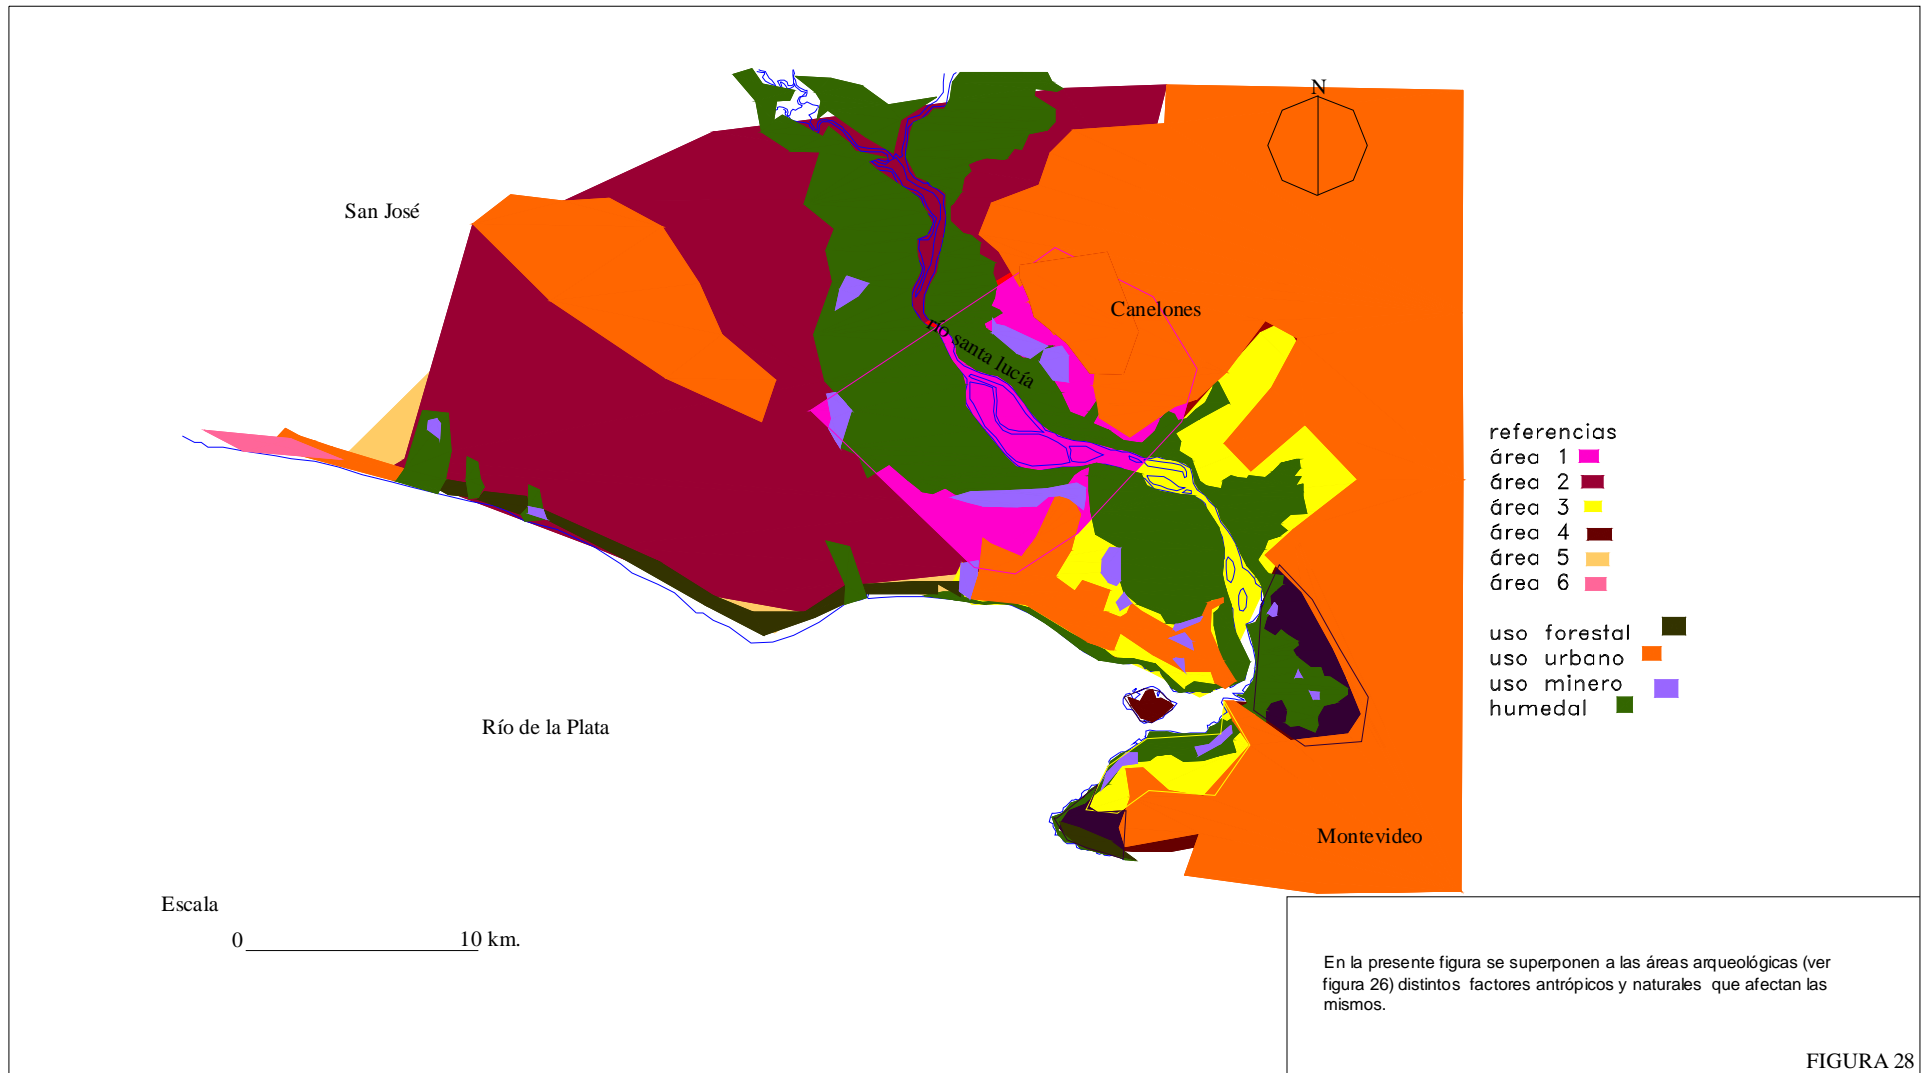 N
San José
Canelones
río santa lucía
referencias
área 1
área 2
área 3
área 4
área 5
área 6
uso forestal
uso urbano
uso minero
humedal
Río de la Plata
Montevideo
Escala
0 10 km.
En la presente figura se superponen a las áreas arqueológicas (ver
figura 26) distintos factores antrópicos y naturales que afectan las
mismos.
FIGURA 28